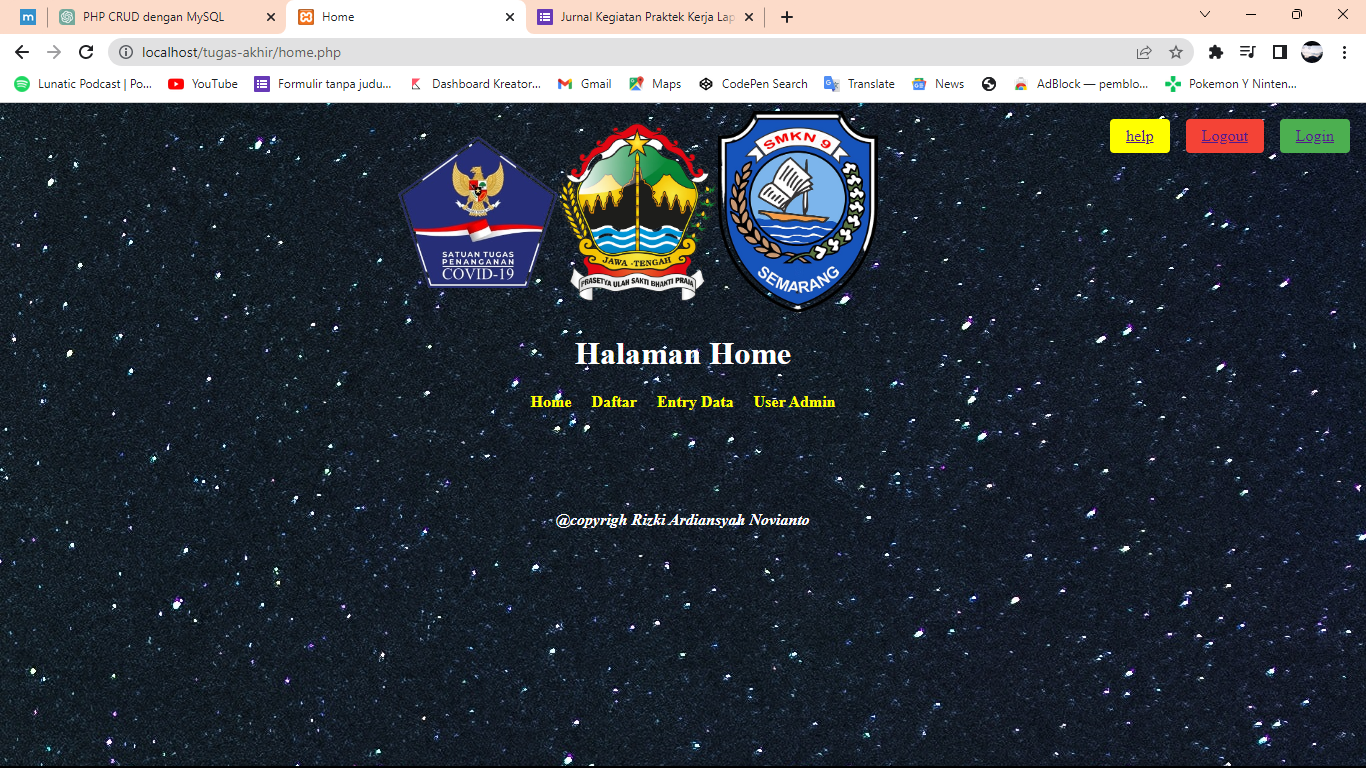 m
PHP CRUD dengan MySQL
Home
Jurnal Kegiatan Praktek Kerja Lap
localhost/tugas-akhir/home.php
Lunatic Podcast | Po...
YouTube
Formulir tanpa judu...
Dashboard Kreator...
Gmail
Maps
CodePen Search
Translate
News
AdBlock — pemblo...
Pokemon Y Ninten...
help
Logout
Login
SATUAN TUGAS
PENANGANAN
COVID-19
JAWA - TENGAH
PRASETYA ULAH SAKTI BHAKTI PRAJA
SMKN 9
SEMARANG
Halaman Home
Home Daftar Entry Data User Admin
@copyrigh Rizki Ardiansyah Novianto